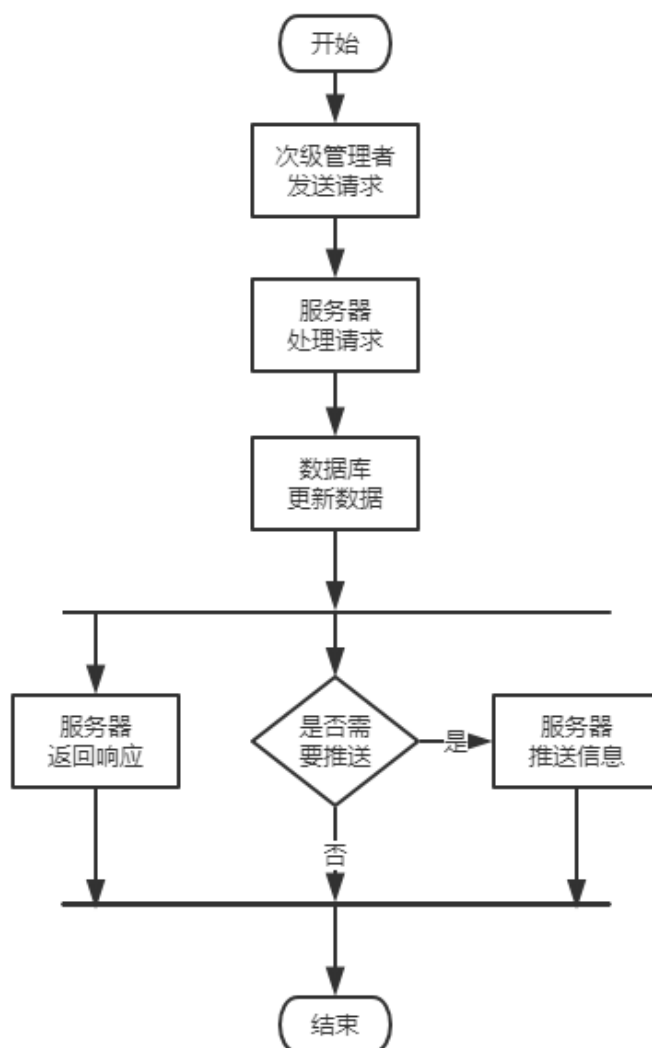 开始
次级管理者
发送请求
服务器
处理请求
数据库
更新数据
服务器
返回响应
是否需
要推送
是
服务器
推送信息
否
结束